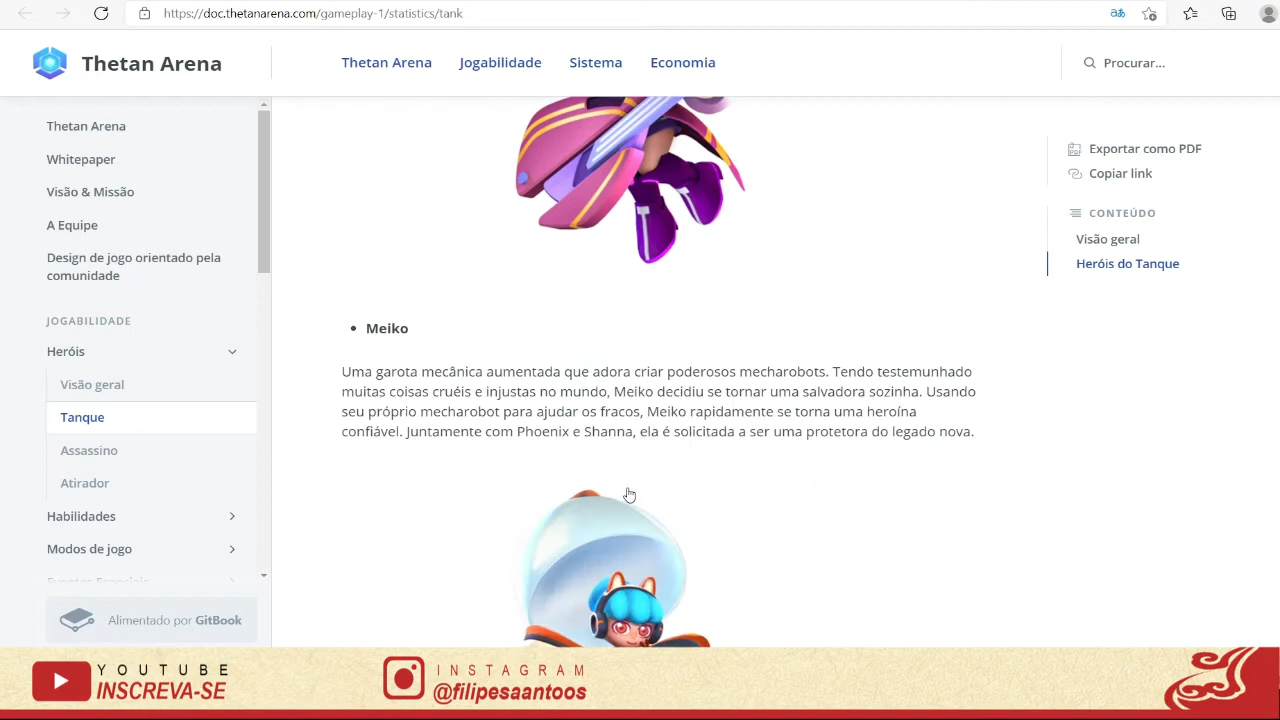 https://doc.thetanarena.com/gameplay-1/statistics/tank
aあ
Thetan Arena
Thetan Arena
Jogabilidade
Sistema
Economia
Procurar...
Thetan Arena
Whitepaper
Visão & Missão
A Equipe
Design de jogo orientado pela
comunidade
JOGABILIDADE
Heróis
Visão geral
Tanque
Assassino
Atirador
Habilidades
Modos de jogo
Eventos Especiais
Alimentado por GitBook
• Meiko
Uma garota mecânica aumentada que adora criar poderosos mecharobots. Tendo testemunhado
muitas coisas cruéis e injustas no mundo, Meiko decidiu se tornar uma salvadora sozinha. Usando
seu próprio mecharobot para ajudar os fracos, Meiko rapidamente se torna uma heroína
confiável. Juntamente com Phoenix e Shanna, ela é solicitada a ser uma protetora do legado nova.
PDF
Exportar como PDF
Copiar link
CONTEÚDO
Visão geral
Heróis do Tanque
YOUTUBE
INSCREVA-SE
INSTAGRAM
@filipesaantoos